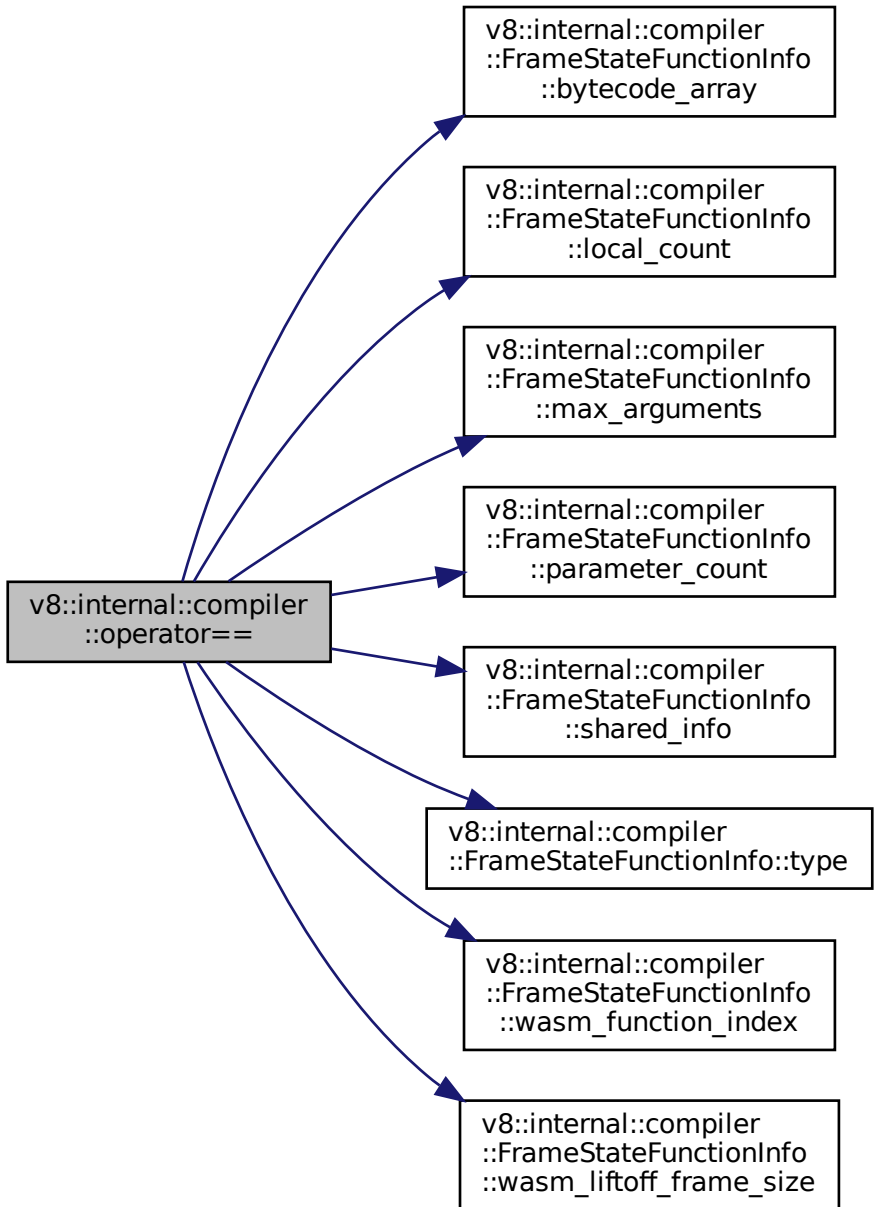 v8::internal::compiler
::FrameStateFunctionInfo
::bytecode_array
v8::internal::compiler
::FrameStateFunctionInfo
::local_count
v8::internal::compiler
::FrameStateFunctionInfo
::max_arguments
v8::internal::compiler
::FrameStateFunctionInfo
::parameter_count
v8::internal::compiler
::operator==
v8::internal::compiler
::FrameStateFunctionInfo
::shared_info
v8::internal::compiler
::FrameStateFunctionInfo::type
v8::internal::compiler
::FrameStateFunctionInfo
::wasm_function_index
v8::internal::compiler
::FrameStateFunctionInfo
::wasm_liftoff_frame_size